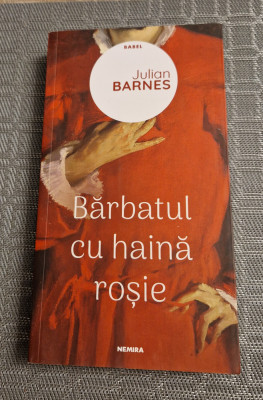 BABEL
Julian
BARNES
Bărbatul
cu haină
roșie
NEMIRA